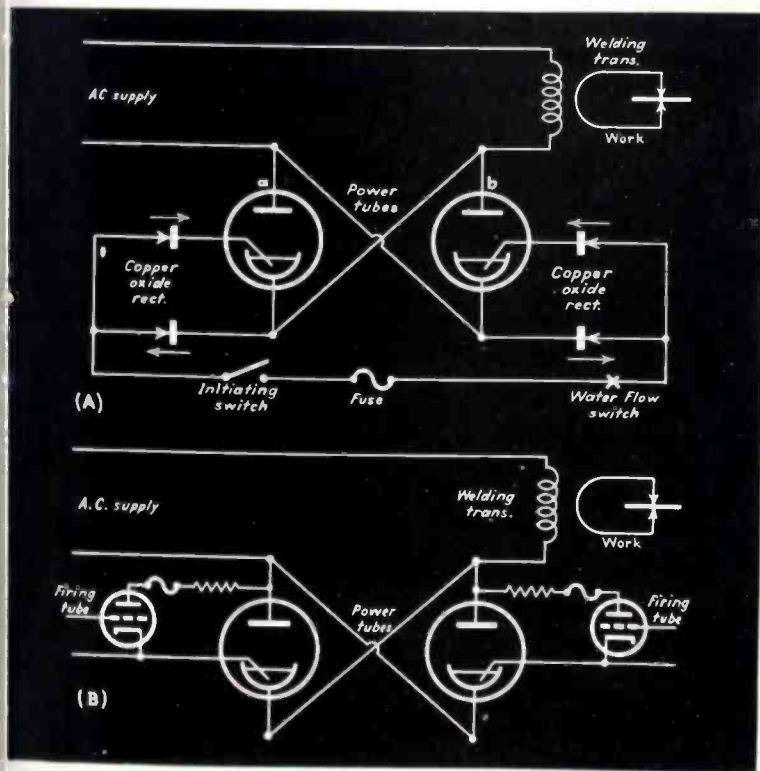 Welding
trans.
AC supply
Work
a
b
Power
tubes
Copper
oxide
rect.
Copper
oxide
rect.
Initiating
switch
Fuse
Water Flow
switch
(A)
A.C. supply
Welding
trans.
Work
Firing
tube
Power
tubes
Firing
tube
(B)